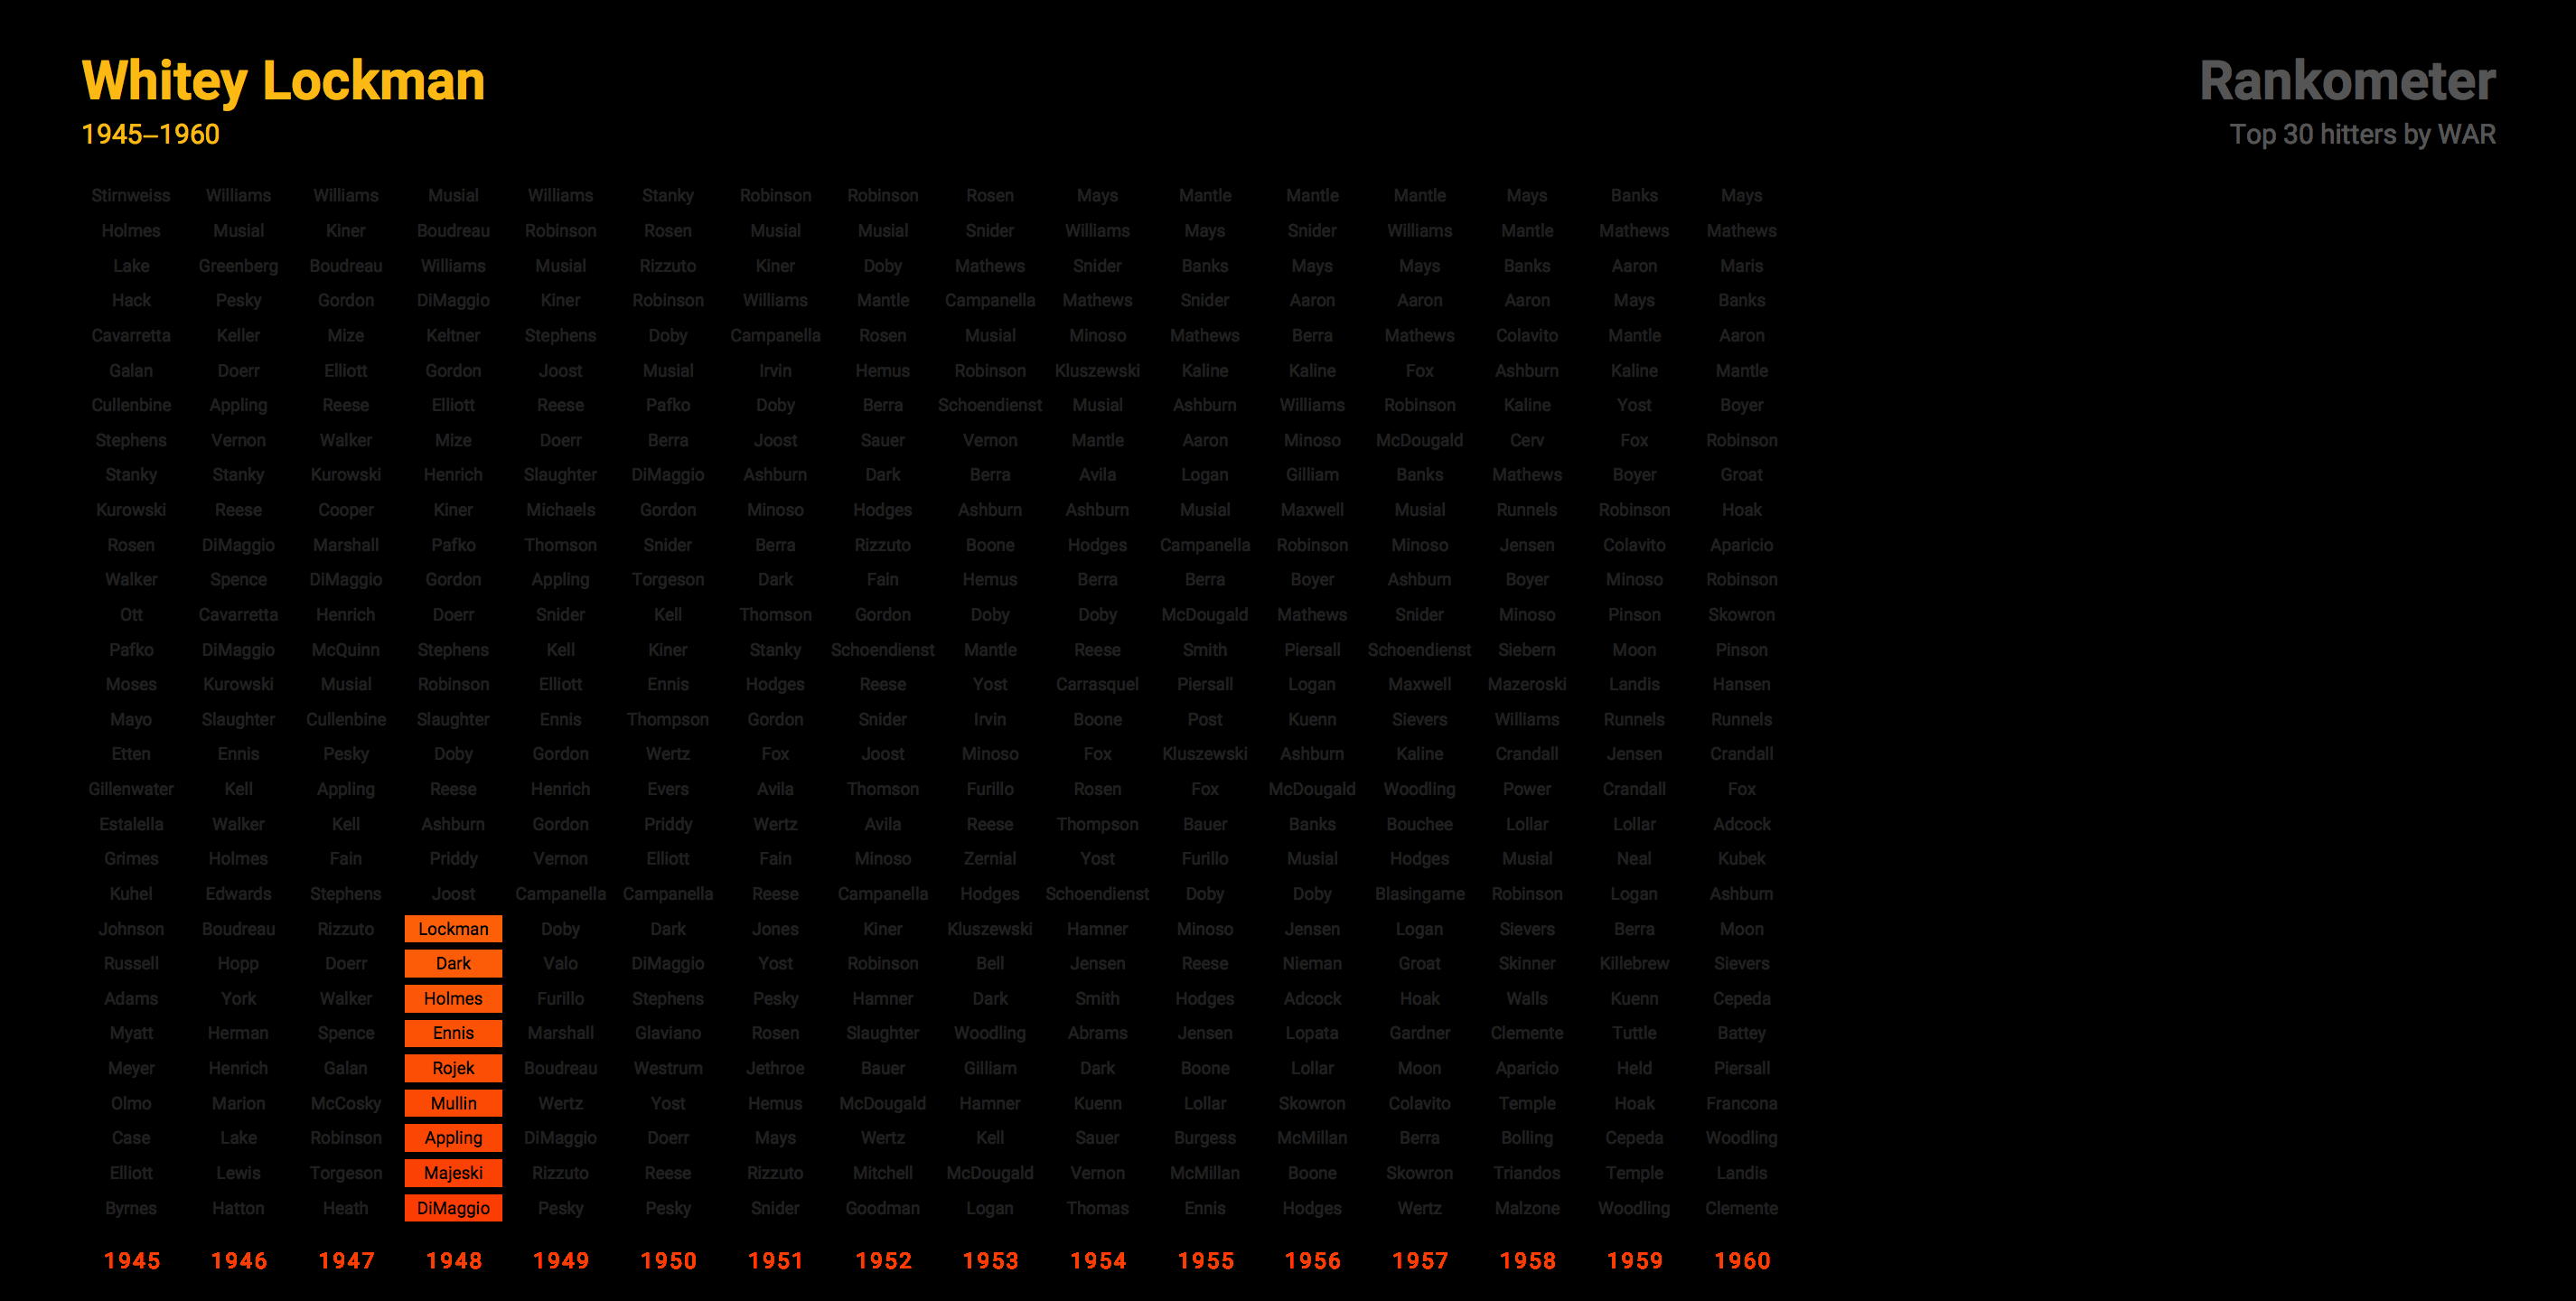 Whitey Lockman
1945–1960
Rankometer
Top 30 hitters by WAR
Stirnweiss Williams Williams Musial Williams Stanky Robinson Robinson Rosen Mays Mantle Mantle Mantle Mays Banks Mays
Holmes Musial Kiner Boudreau Robinson Rosen Musial Musial Snider Williams Mays Snider Williams Mantle Mathews Mathews
Lake Greenberg Boudreau Williams Musial Rizzuto Kiner Doby Mathews Snider Banks Mays Mays Banks Aaron Maris
Hack Pesky Gordon DiMaggio Kiner Robinson Williams Mantle Campanella Mathews Snider Aaron Aaron Aaron Mays Banks
Cavarretta Keller Mize Keltner Stephens Doby Campanella Rosen Musial Minoso Mathews Berra Mathews Colavito Mantle Aaron
Galan Doerr Elliott Gordon Joost Musial Irvin Hemus Robinson Kluszewski Kaline Kaline Fox Ashburn Kaline Mantle
Cullenbine Appling Reese Elliott Reese Pafko Doby Berra Schoendienst Musial Ashburn Williams Robinson Kaline Yost Boyer
Stephens Vernon Walker Mize Doerr Berra Joost Sauer Vernon Mantle Aaron Minoso McDougald Cerv Fox Robinson
Stanky Stanky Kurowski Henrich Slaughter DiMaggio Ashburn Dark Berra Avila Logan Gilliam Banks Mathews Boyer Groat
Kurowski Reese Cooper Kiner Michaels Gordon Minoso Hodges Ashburn Ashburn Musial Maxwell Musial Runnels Robinson Hoak
Rosen DiMaggio Marshall Pafko Thomson Snider Berra Rizzuto Boone Hodges Campanella Robinson Minoso Jensen Colavito Aparicio
Walker Spence DiMaggio Gordon Appling Torgeson Dark Fain Hemus Berra Berra Boyer Ashburn Boyer Minoso Robinson
Ott Cavarretta Henrich Doerr Snider Kell Thomson Gordon Doby Doby McDougald Mathews Snider Minoso Pinson Skowron
Pafko DiMaggio McQuinn Stephens Kell Kiner Stanky Schoendienst Mantle Reese Smith Piersall Schoendienst Siebern Moon Pinson
Moses Kurowski Musial Robinson Elliott Ennis Hodges Reese Yost Carrasquel Piersall Logan Maxwell Mazeroski Landis Hansen
Mayo Slaughter Cullenbine Slaughter Ennis Thompson Gordon Snider Irvin Boone Post Kuenn Sievers Williams Runnels Runnels
Etten Ennis Pesky Doby Gordon Wertz Fox Joost Minoso Fox Kluszewski Ashburn Kaline Crandall Jensen Crandall
Gillenwater Kell Appling Reese Henrich Evers Avila Thomson Furillo Rosen Fox McDougald Woodling Power Crandall Fox
Estalella Walker Kell Ashburn Gordon Priddy Wertz Avila Reese Thompson Bauer Banks Bouchee Lollar Lollar Adcock
Grimes Holmes Fain Priddy Vernon Elliott Fain Minoso Zernial Yost Furillo Musial Hodges Musial Neal Kubek
Kuhel Edwards Stephens Joost Campanella Campanella Reese Campanella Hodges Schoendienst Doby Doby Blasingame Robinson Logan Ashburn
Johnson Boudreau Rizzuto Lockman Doby Dark Jones Kiner Kluszewski Hamner Minoso Jensen Logan Sievers Berra Moon
Russell Hopp Doerr Dark Valo DiMaggio Yost Robinson Bell Jensen Reese Nieman Groat Skinner Killebrew Sievers
Adams York Walker Holmes Furillo Stephens Pesky Hamner Dark Smith Hodges Adcock Hoak Walls Kuenn Cepeda
Myatt Herman Spence Ennis Marshall Glaviano Rosen Slaughter Woodling Abrams Jensen Lopata Gardner Clemente Tuttle Battey
Meyer Henrich Galan Rojek Boudreau Westrum Jethroe Bauer Gilliam Dark Boone Lollar Moon Aparicio Held Piersall
Olmo Marion McCosky Mullin Wertz Yost Hemus McDougald Hamner Kuenn Lollar Skowron Colavito Temple Hoak Francona
Case Lake Robinson Appling DiMaggio Doerr Mays Wertz Kell Sauer Burgess McMillan Berra Bolling Cepeda Woodling
Elliott Lewis Torgeson Majeski Rizzuto Reese Rizzuto Mitchell McDougald Vernon McMillan Boone Skowron Triandos Temple Landis
Byrnes Hatton Heath DiMaggio Pesky Pesky Snider Goodman Logan Thomas Ennis Hodges Wertz Malzone Woodling Clemente
1945 1946 1947 1948 1949 1950 1951 1952 1953 1954 1955 1956 1957 1958 1959 1960